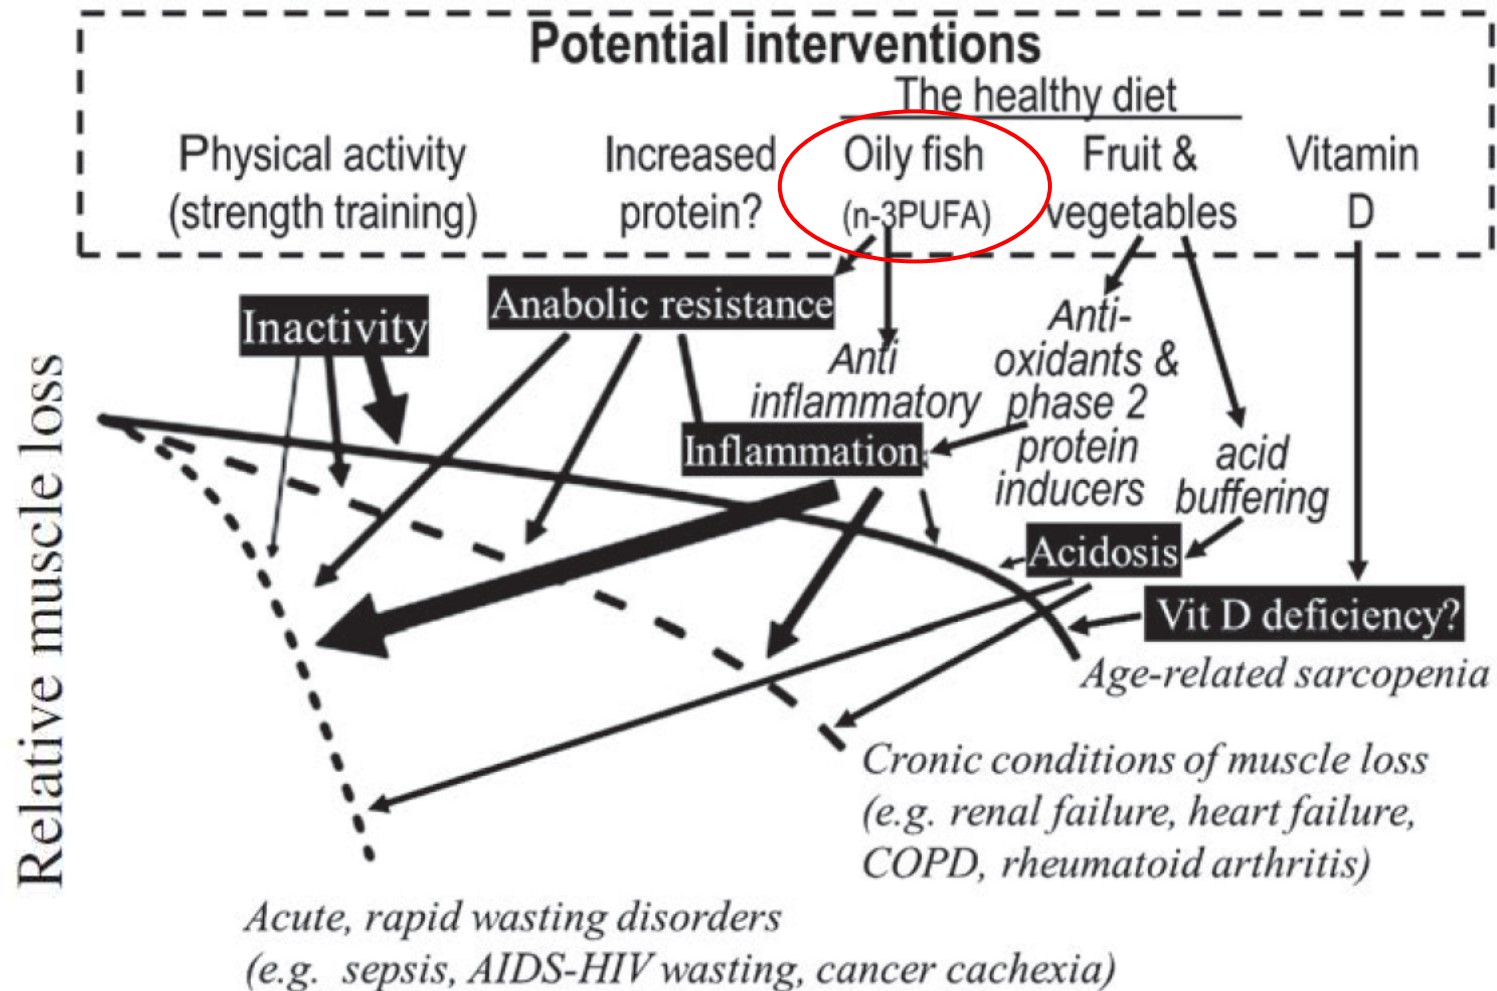 Potential interventions
The healthy diet
Physical activity
(strength training)
Increased
protein?
Oily fish
(n-3PUFA)
Fruit &
vegetables
Vitamin
D
Inactivity
Anabolic resistance
Anti
inflammatory
Anti-
oxidants &
phase 2
protein
inducers
Inflammation
acid
buffering
Acidosis
Vit D deficiency?
Relative muscle loss
Age-related sarcopenia
Cronic conditions of muscle loss
(e.g. renal failure, heart failure,
COPD, rheumatoid arthritis)
Acute, rapid wasting disorders
(e.g. sepsis, AIDS-HIV wasting, cancer cachexia)